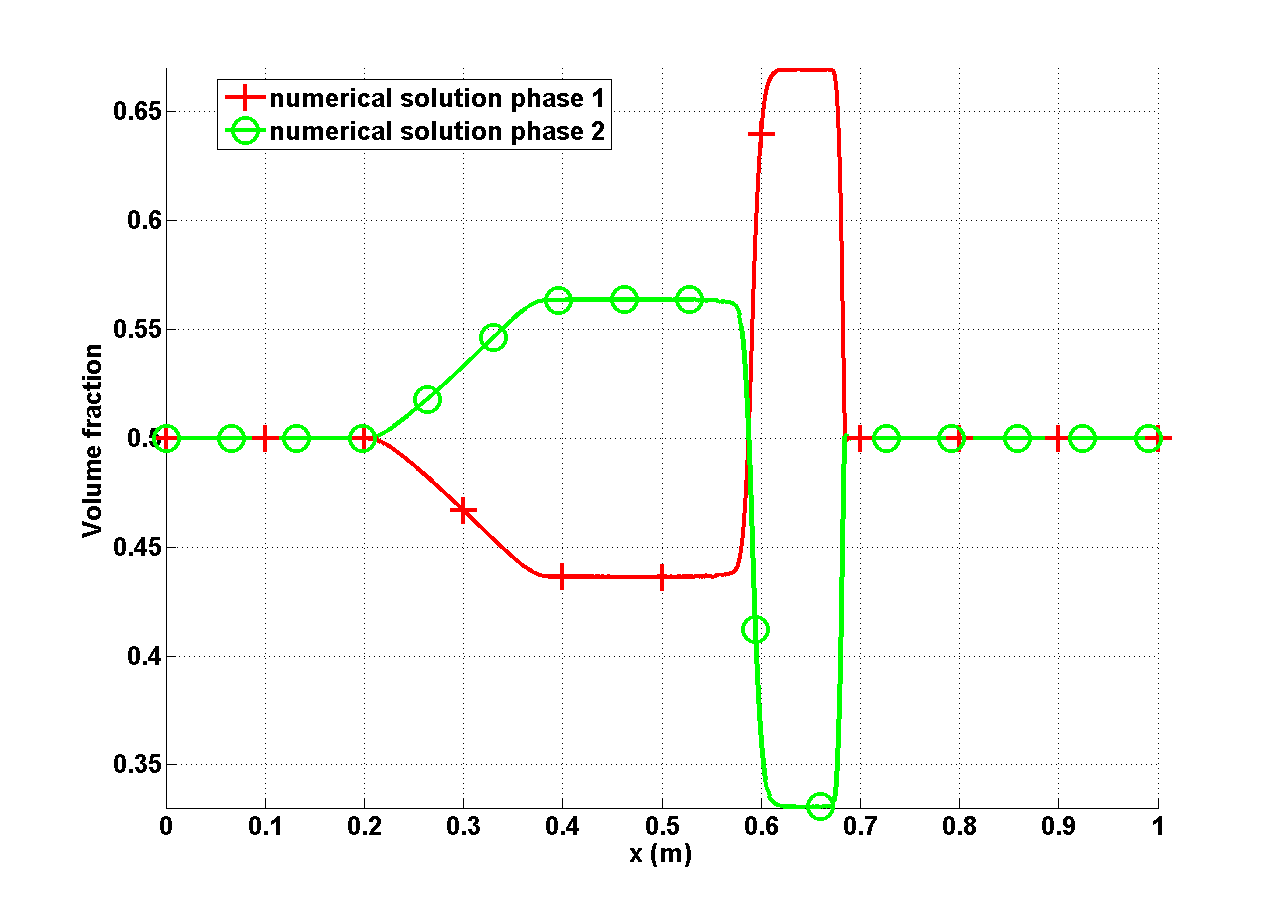 numerical solution phase 1
numerical solution phase 2
0.65
0.6
0.55
0.5
0.45
0.4
0.35
Volume fraction
0 0.1 0.2 0.3 0.4 0.5 0.6 0.7 0.8 0.9 1
x (m)